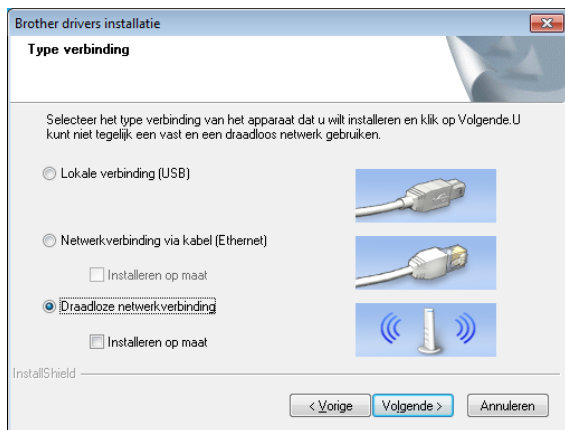 Brother drivers installatie
Type verbinding
Selecteer het type verbinding van het apparaat dat u wilt installeren en klik op Volgende.U
kunt niet tegelijk een vast en een draadloos netwerk gebruiken.
Lokale verbinding (USB)
Netwerkverbinding via kabel (Ethernet)
Installeren op maat
Draadloze netwerkverbinding
Installeren op maat
InstallShield
< Vorige Volgende > Annuleren